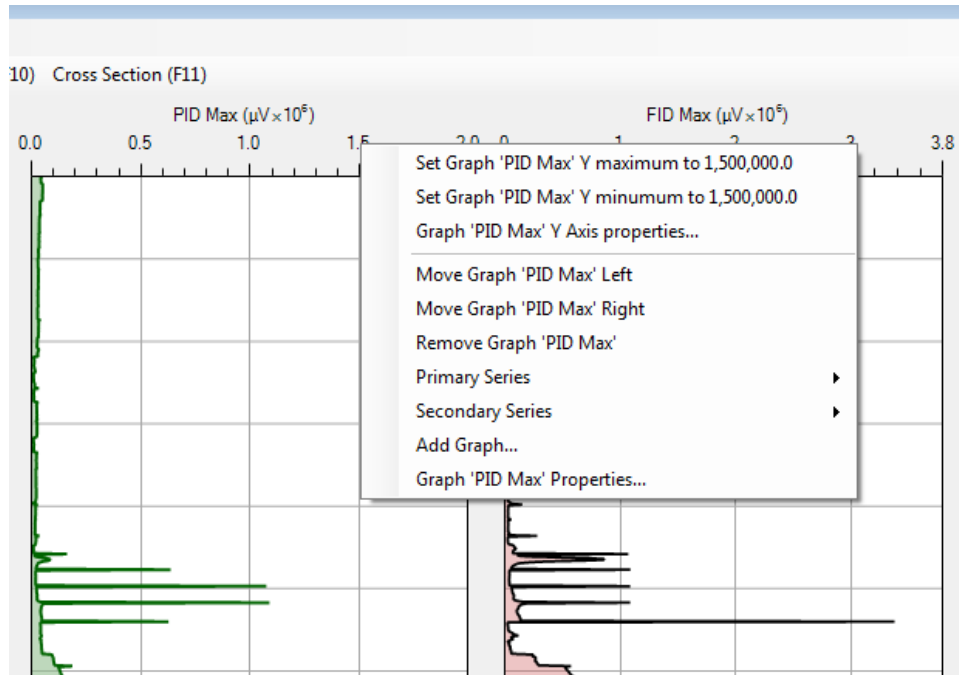 10) Cross Section (F11)
PID Max (µV×10⁶)
FID Max (µV×10⁶)
0.0 0.5 1.0 1.5 2.0
0 1 2 3 3.8
Set Graph 'PID Max' Y maximum to 1,500,000.0
Set Graph 'PID Max' Y minumum to 1,500,000.0
Graph 'PID Max' Y Axis properties...
Move Graph 'PID Max' Left
Move Graph 'PID Max' Right
Remove Graph 'PID Max'
Primary Series
Secondary Series
Add Graph...
Graph 'PID Max' Properties...